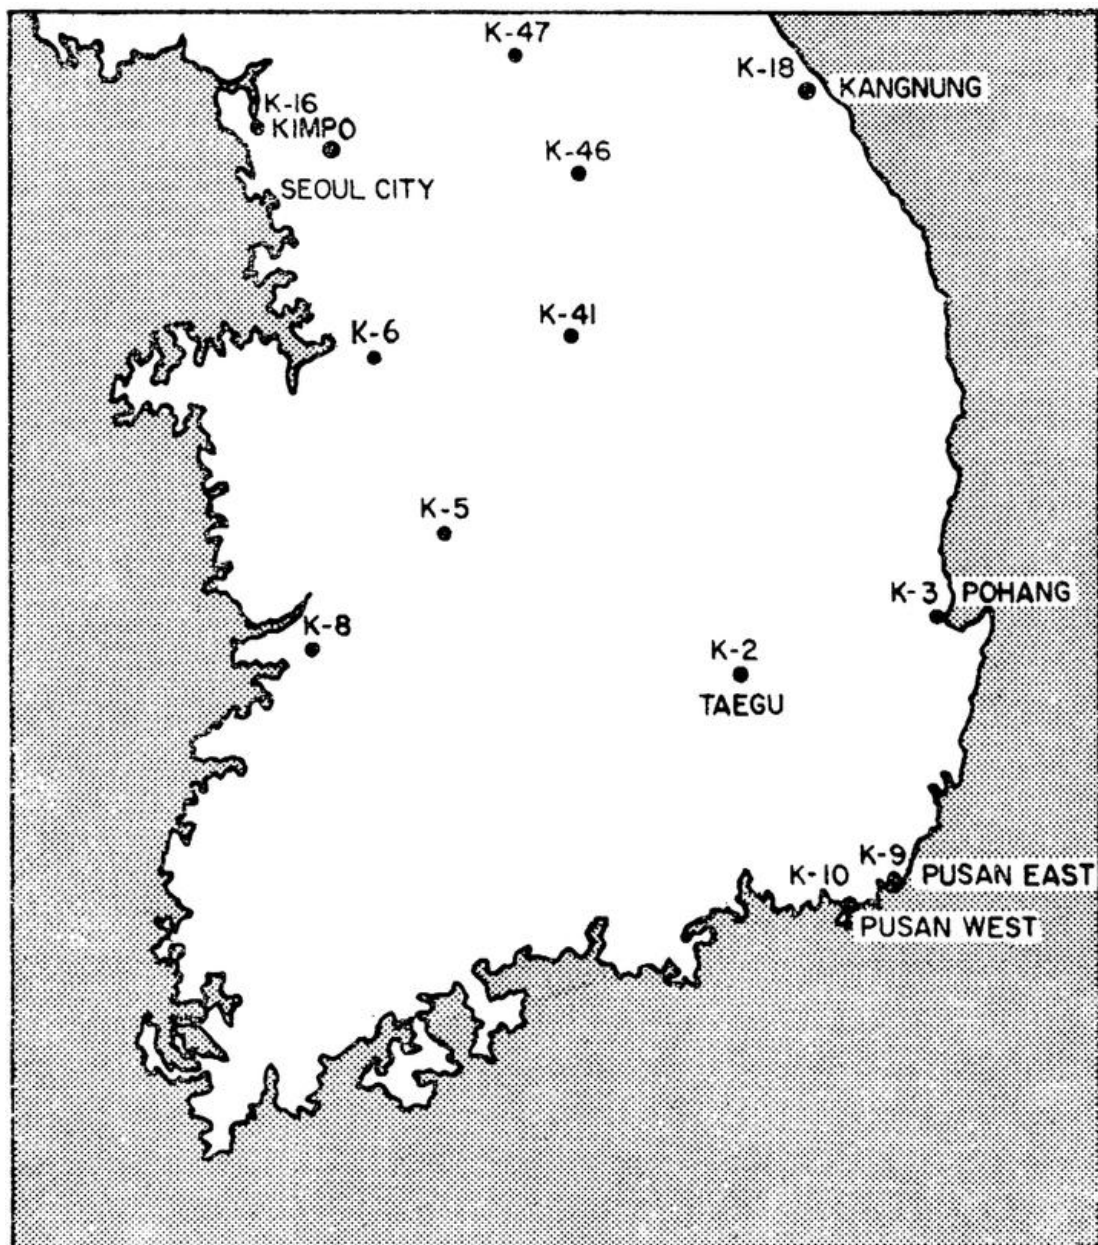 K-47
K-18
KANGNUNG
K-16
KIMPO
K-46
SEOUL CITY
K-6
K-41
K-5
K-3 POHANG
K-8
K-2
TAEGU
K-9
K-10
PUSAN EAST
PUSAN WEST